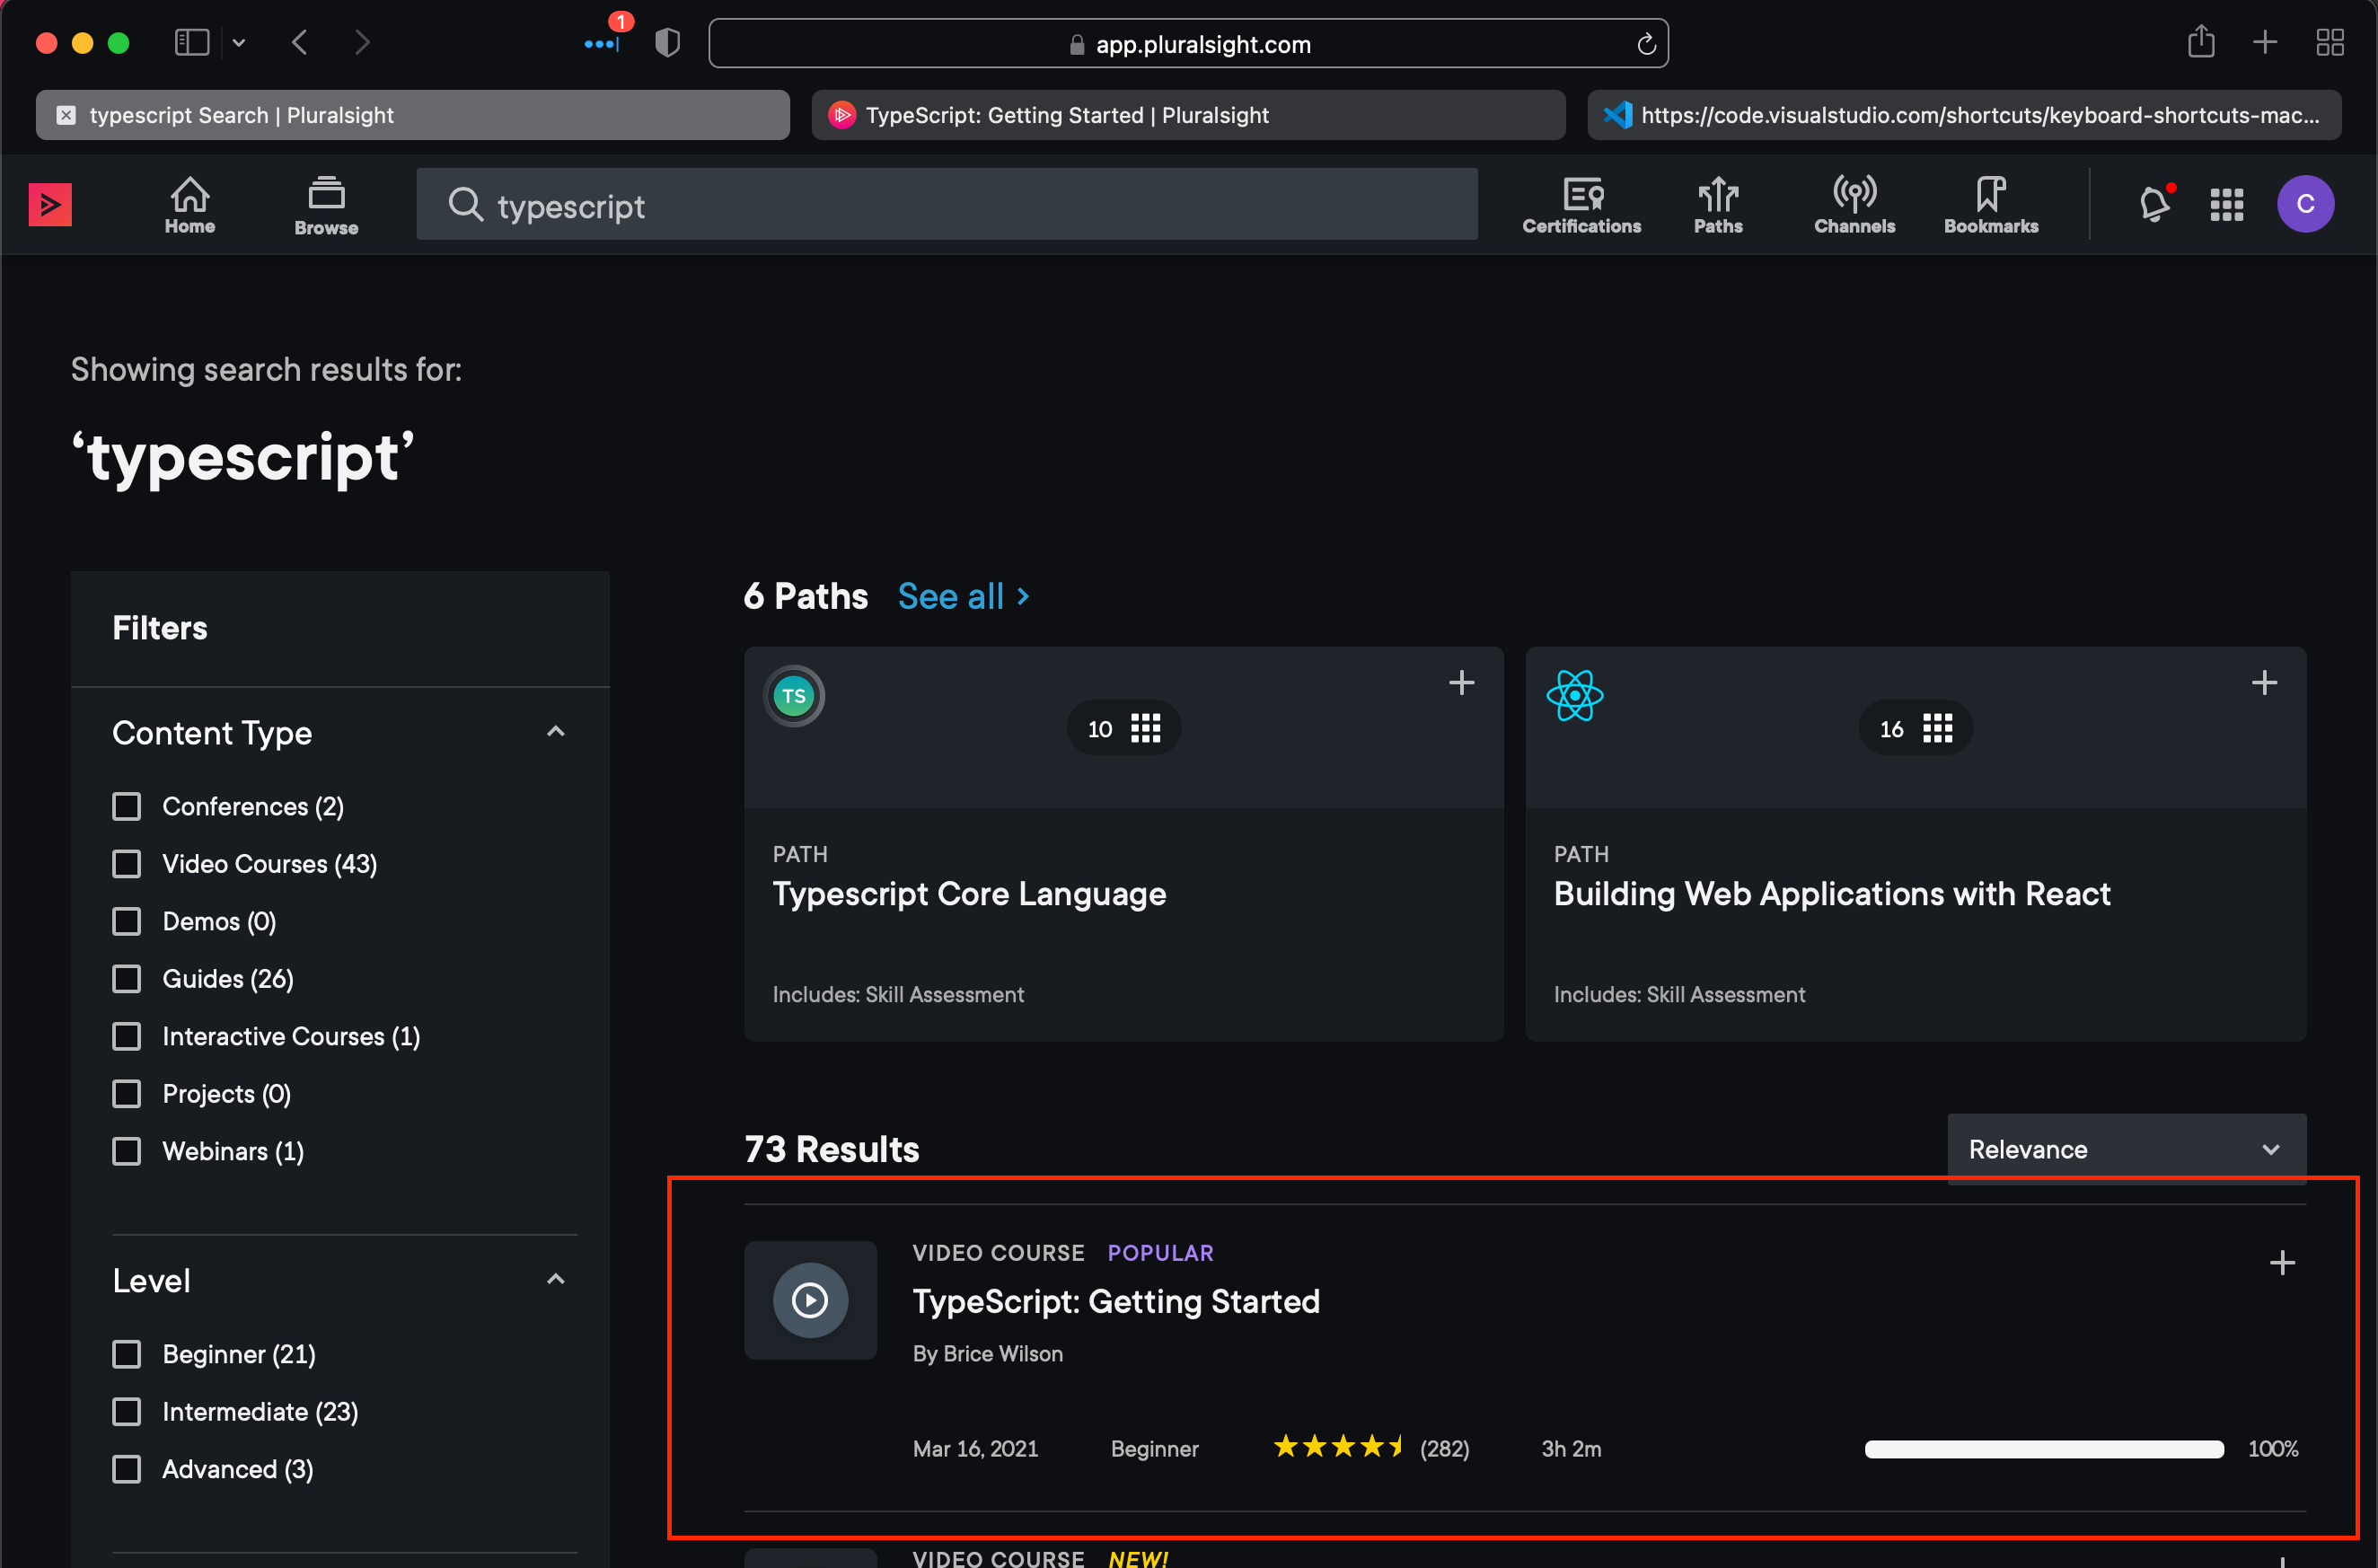 1
app.pluralsight.com
typescript Search | Pluralsight
TypeScript: Getting Started | Pluralsight
https://code.visualstudio.com/shortcuts/keyboard-shortcuts-mac...
Home
Browse
typescript
Certifications
Paths
Channels
Bookmarks
C
Showing search results for:
‘typescript’
Filters
Content Type
Conferences (2)
Video Courses (43)
Demos (0)
Guides (26)
Interactive Courses (1)
Projects (0)
Webinars (1)
Level
Beginner (21)
Intermediate (23)
Advanced (3)
6 Paths See all >
TS
10
PATH
Typescript Core Language
Includes: Skill Assessment
16
PATH
Building Web Applications with React
Includes: Skill Assessment
73 Results
Relevance
VIDEO COURSE POPULAR
TypeScript: Getting Started
By Brice Wilson
Mar 16, 2021 Beginner (282) 3h 2m 100%
VIDEO COURSE NEW!